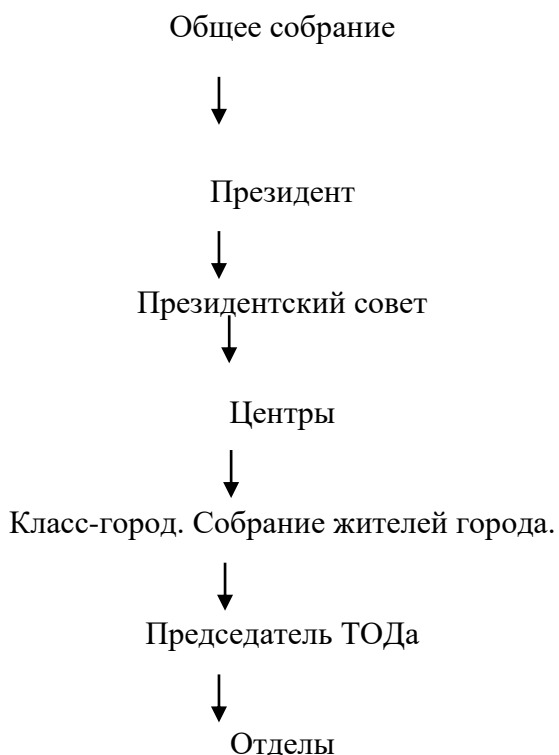 Общее собрание
Президент
Президентский совет
Центры
Класс-город. Собрание жителей города.
Председатель ТОДа
Отделы